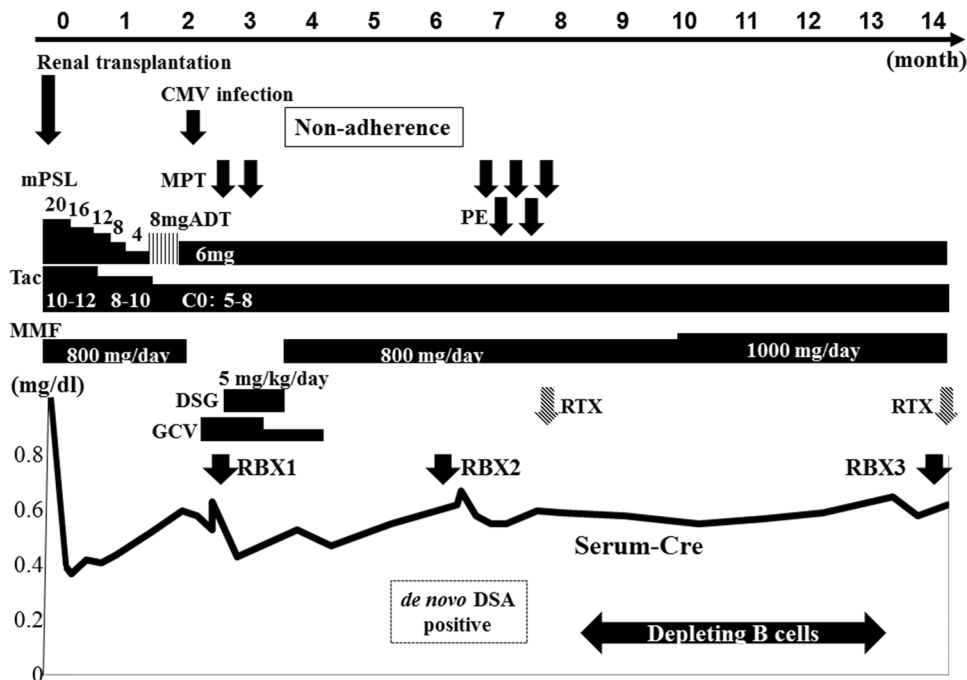 0 1 2 3 4 5 6 7 8 9 10 11 12 13 14
(month)
Renal transplantation
CMV infection
Non-adherence
mPSL
MPT
20 16 12 8 4 8mgADT
PE
6mg
Tac
10-12 8-10 C0: 5-8
MMF
800 mg/day 800 mg/day 1000 mg/day
(mg/dl)
5 mg/kg/day
DSG
RTX RTX
GCV
0.8
RBX1 RBX2 RBX3
0.6
Serum-Cre
0.4
de novo DSA
positive
0.2
Depleting B cells
0